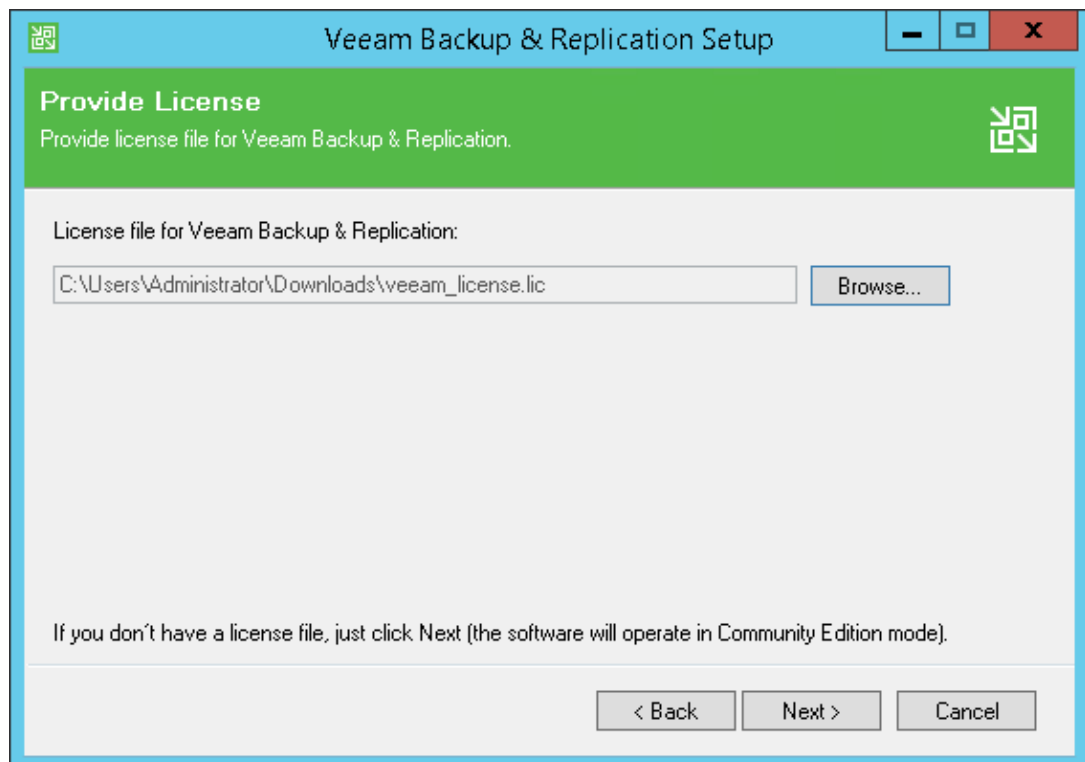 Veeam Backup & Replication Setup
Provide License
Provide license file for Veeam Backup & Replication.
License file for Veeam Backup & Replication:
C:\Users\Administrator\Downloads\veeam_license.lic
Browse...
If you don´t have a license file, just click Next (the software will operate in Community Edition mode).
< Back
Next >
Cancel